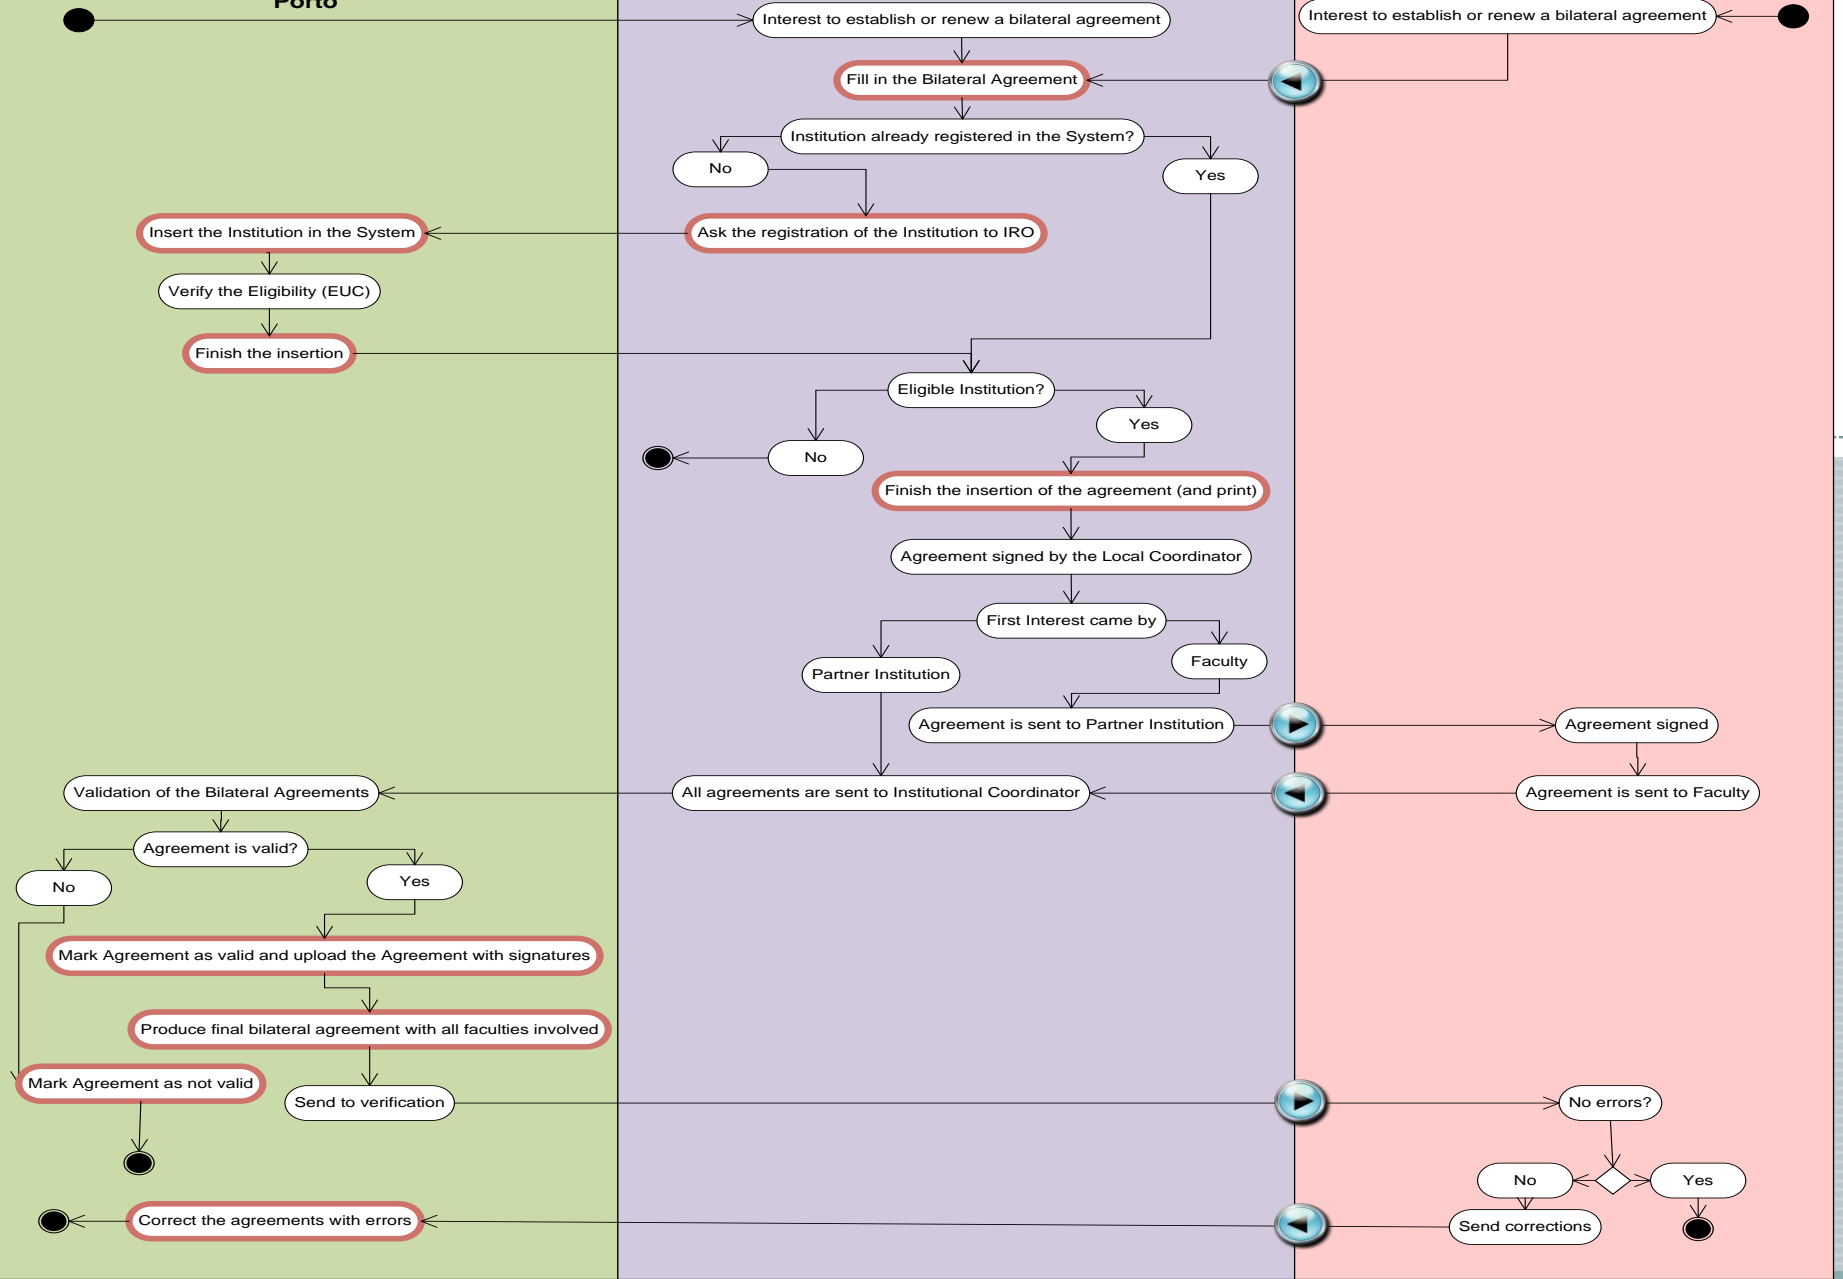 Porto
Interest to establish or renew a bilateral agreement
Interest to establish or renew a bilateral agreement
Fill in the Bilateral Agreement
Institution already registered in the System?
No
Yes
Insert the Institution in the System
Ask the registration of the Institution to IRO
Verify the Eligibility (EUC)
Finish the insertion
Eligible Institution?
Yes
No
Finish the insertion of the agreement (and print)
Agreement signed by the Local Coordinator
First Interest came by
Faculty
Partner Institution
Agreement is sent to Partner Institution
Agreement signed
Validation of the Bilateral Agreements
All agreements are sent to Institutional Coordinator
Agreement is sent to Faculty
Agreement is valid?
No
Yes
Mark Agreement as valid and upload the Agreement with signatures
Produce final bilateral agreement with all faculties involved
Mark Agreement as not valid
Send to verification
No errors?
No
Yes
Correct the agreements with errors
Send corrections